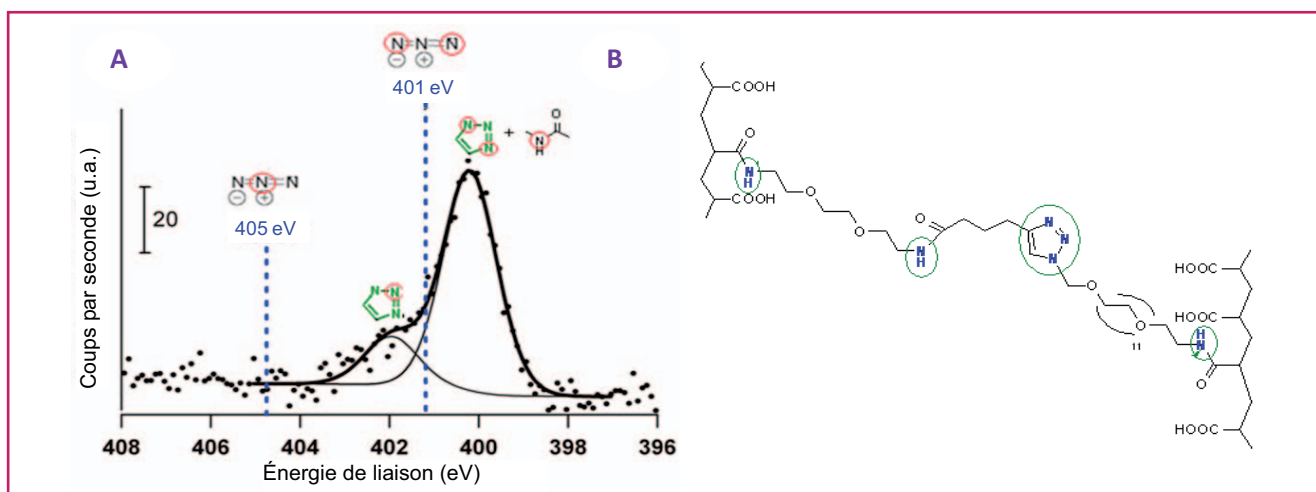 A
B
N=N=N
⊖ ⊕
401 eV
N=N=N
⊖ ⊕
405 eV
N N N
+
O
N
H
N N N
20
Coups par seconde (u.a.)
408 406 404 402 400 398 396
Énergie de liaison (eV)
COOH
O
N
H
COOH
O
O
O
N
H
N
N
N
O
O
11
H
N
O
HOOC
HOOC
HOOC